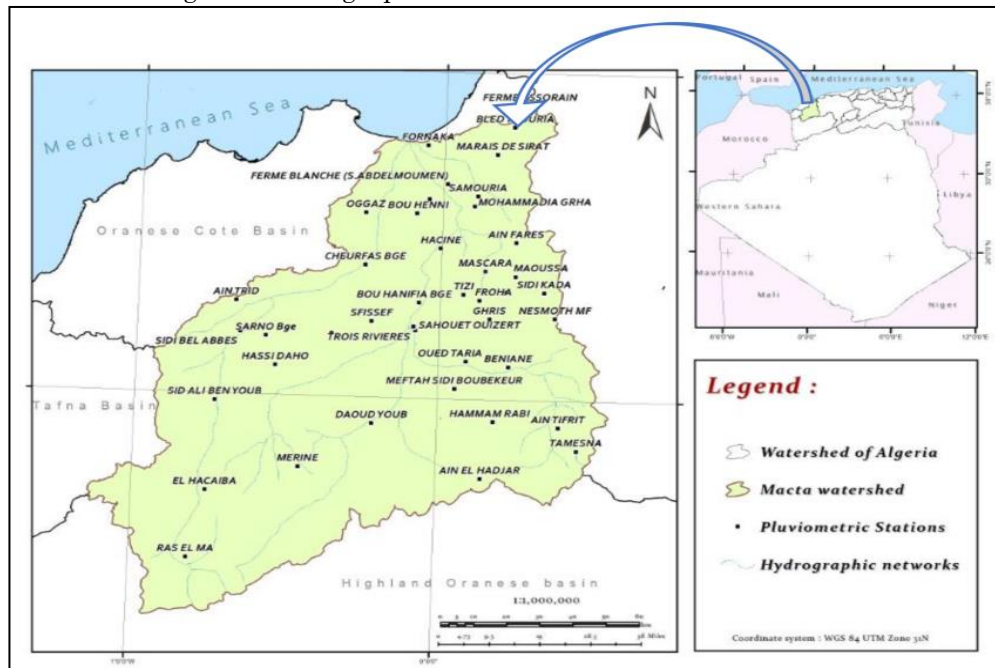 Mediterranean Sea
FORNAKA
MARAIS DE SIRAT
FERME BLANCHE (S.ABDELMOUMEN)
SAMOURIA
MOHAMMADIA GRHA
OGGAZ
BOU HENNI
Oranese Cote Basin
HACINE
AIN FARES
CHEURFAS BGE
MASCARA
MAOUSSA
AIN TRID
BOU HANIFIA BGE
TIZI
FROHA
SIDI KADA
SFISSEF
GHRIS
NESMOTH MF
SARNO Bge
SIDI BEL ABBES
TROIS RIVIERES
SAHOUET OUIZERT
HASSI DAHO
OUED TARIA
BENIANE
SID ALI BEN YOUB
MEFTAH SIDI BOUBEKEUR
Tafna Basin
DAOUD YOUB
HAMMAM RABI
AIN TIFRIT
TAMESNA
MERINE
EL HACAIBA
AIN EL HADJAR
RAS EL MA
Highland Oranese basin
1:1,000,000
N
Portugal
Spain
Mediterranean Sea
Morocco
Tunisia
Western Sahara
Libya
Mauritania
Mali
Niger
Legend :
Watershed of Algeria
Macta watershed
Pluviometric Stations
Hydrographic networks
Coordinate system : WGS 84 UTM Zone 31N